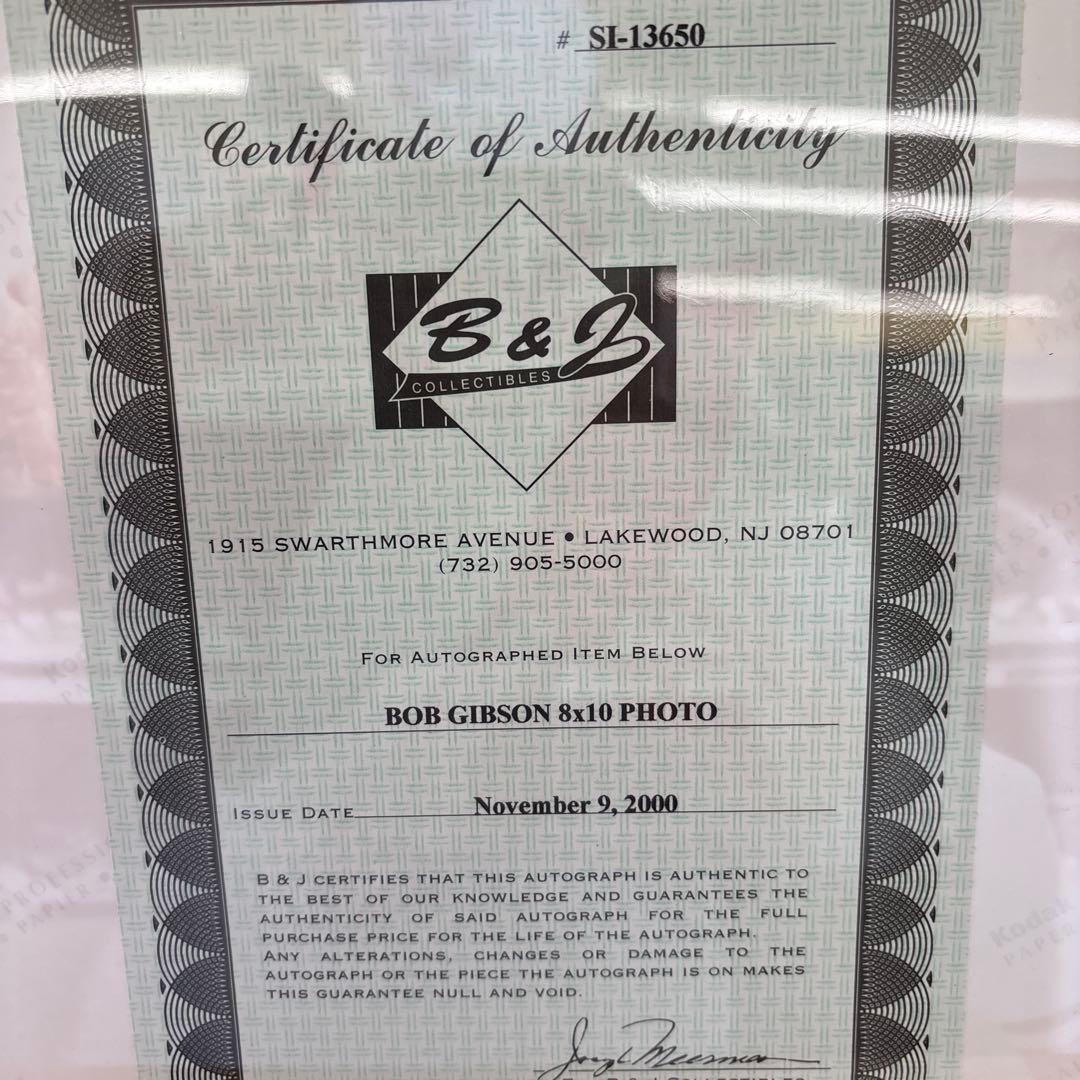 # SI-13650
Certificate of Authenticity
B & J
COLLECTIBLES
1915 SWARTHMORE AVENUE • LAKEWOOD, NJ 08701
(732) 905-5000
FOR AUTOGRAPHED ITEM BELOW
BOB GIBSON 8x10 PHOTO
ISSUE DATE November 9, 2000
B & J CERTIFIES THAT THIS AUTOGRAPH IS AUTHENTIC TO
THE BEST OF OUR KNOWLEDGE AND GUARANTEES THE
AUTHENTICITY OF SAID AUTOGRAPH FOR THE FULL
PURCHASE PRICE FOR THE LIFE OF THE AUTOGRAPH.
ANY ALTERATIONS, CHANGES OR DAMAGE TO THE
AUTOGRAPH OR THE PIECE THE AUTOGRAPH IS ON MAKES
THIS GUARANTEE NULL AND VOID.
Kodak
PAPER